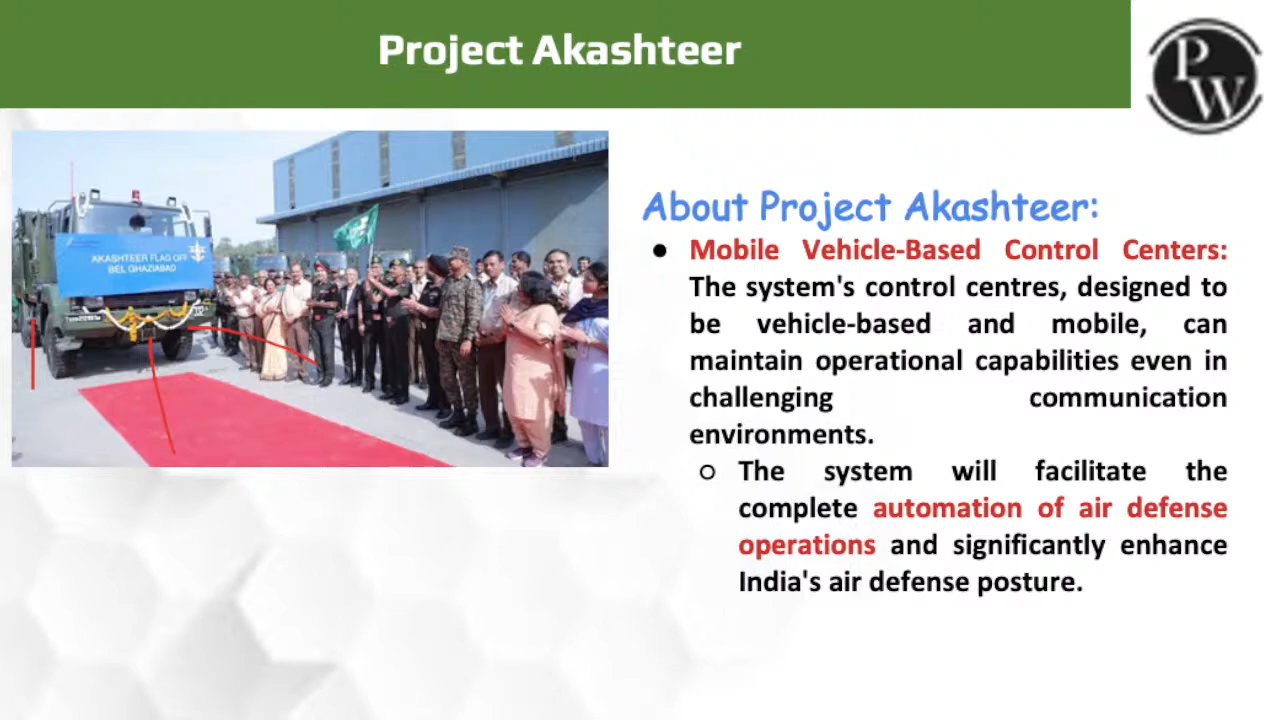 Project Akashteer
PW
AKASHTEER FLAG OFF
BEL GHAZIABAD
About Project Akashteer:
● Mobile Vehicle-Based Control Centers:
The system's control centres, designed to
be vehicle-based and mobile, can
maintain operational capabilities even in
challenging communication
environments.
○ The system will facilitate the
complete automation of air defense
operations and significantly enhance
India's air defense posture.